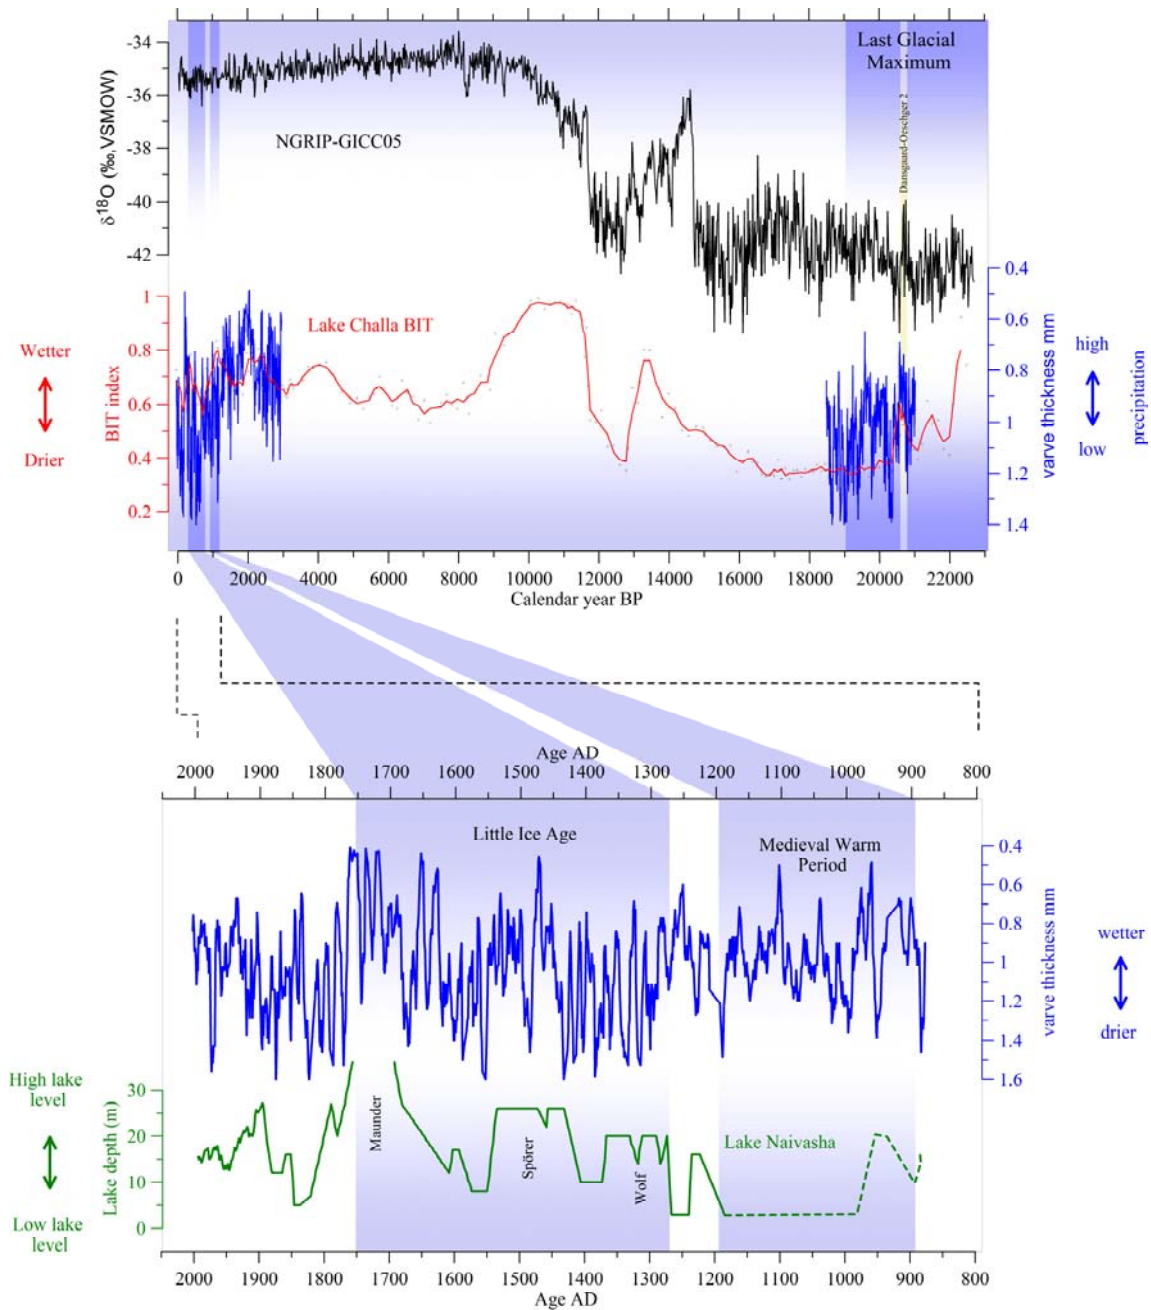 Last Glacial
Maximum
Dansgaard-Oeschger 2
-34
-36
-38
-40
-42
δ18O (‰,VSMOW)
NGRIP-GICC05
Lake Challa BIT
1
0.8
0.6
0.4
0.2
BIT index
Wetter
Drier
0.4
0.6
0.8
1
1.2
1.4
varve thickness mm
high
low
precipitation
0 2000 4000 6000 8000 10000 12000 14000 16000 18000 20000 22000
Calendar year BP
Age AD
2000 1900 1800 1700 1600 1500 1400 1300 1200 1100 1000 900 800
Little Ice Age
Medieval Warm
Period
0.4
0.6
0.8
1
1.2
1.4
1.6
varve thickness mm
wetter
drier
High lake
level
Low lake
level
30
20
10
0
Lake depth (m)
Maunder
Spörer
Wolf
Lake Naivasha
2000 1900 1800 1700 1600 1500 1400 1300 1200 1100 1000 900 800
Age AD